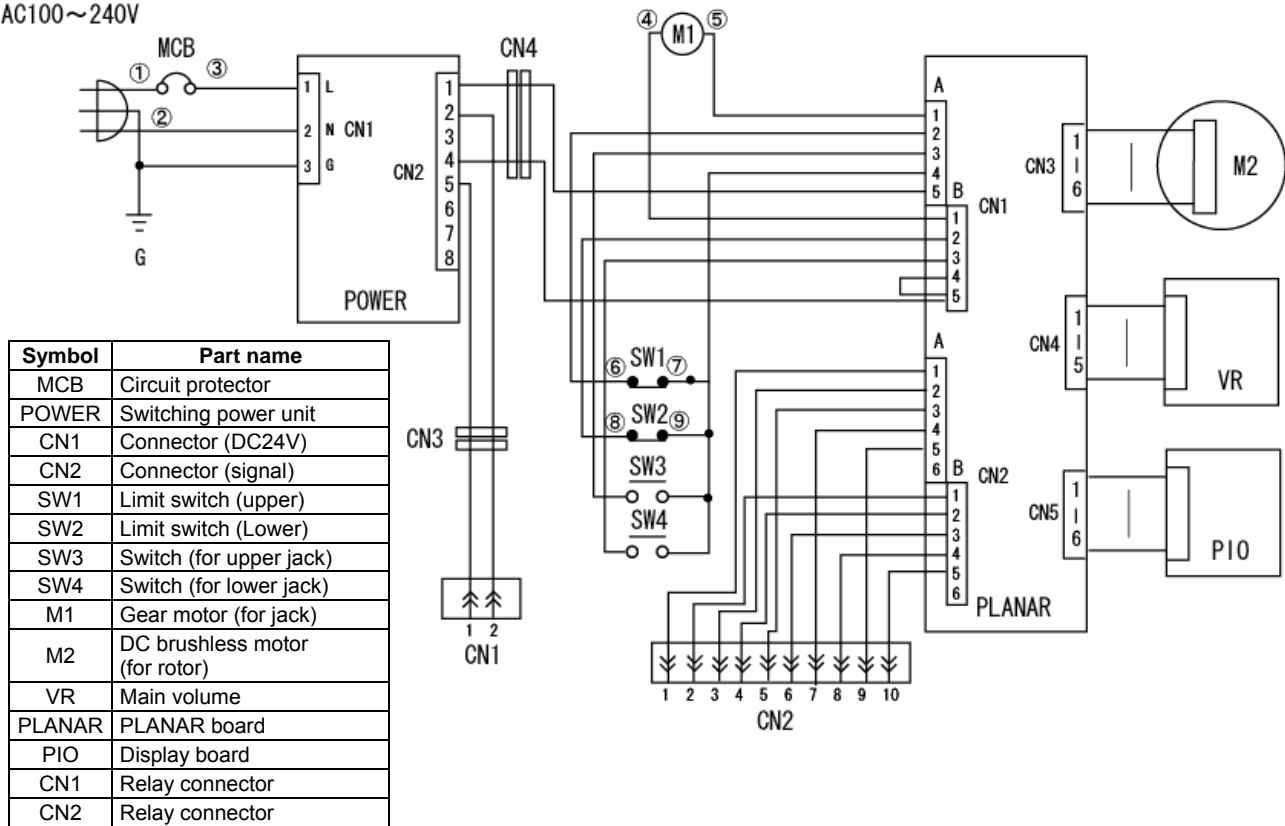 AC100~240V
MCB
① ③
②
1 L
2 N CN1
3 G
G
CN2
1
2
3
4
5
6
7
8
POWER
CN4
④ M1 ⑤
A
1
2
3
4
5 B
CN1
1
2
3
4
5
⑥ SW1 ⑦
⑧ SW2 ⑨
SW3
SW4
CN3
1 2
CN1
A
1
2
3
4
5
6 B
CN2
1
2
3
4
5
6
PLANAR
CN3
1
|
6
M2
CN4
1
|
5
VR
CN5
1
|
6
PIO
1 2 3 4 5 6 7 8 9 10
CN2
Symbol Part name
MCB Circuit protector
POWER Switching power unit
CN1 Connector (DC24V)
CN2 Connector (signal)
SW1 Limit switch (upper)
SW2 Limit switch (Lower)
SW3 Switch (for upper jack)
SW4 Switch (for lower jack)
M1 Gear motor (for jack)
M2 DC brushless motor
(for rotor)
VR Main volume
PLANAR PLANAR board
PIO Display board
CN1 Relay connector
CN2 Relay connector